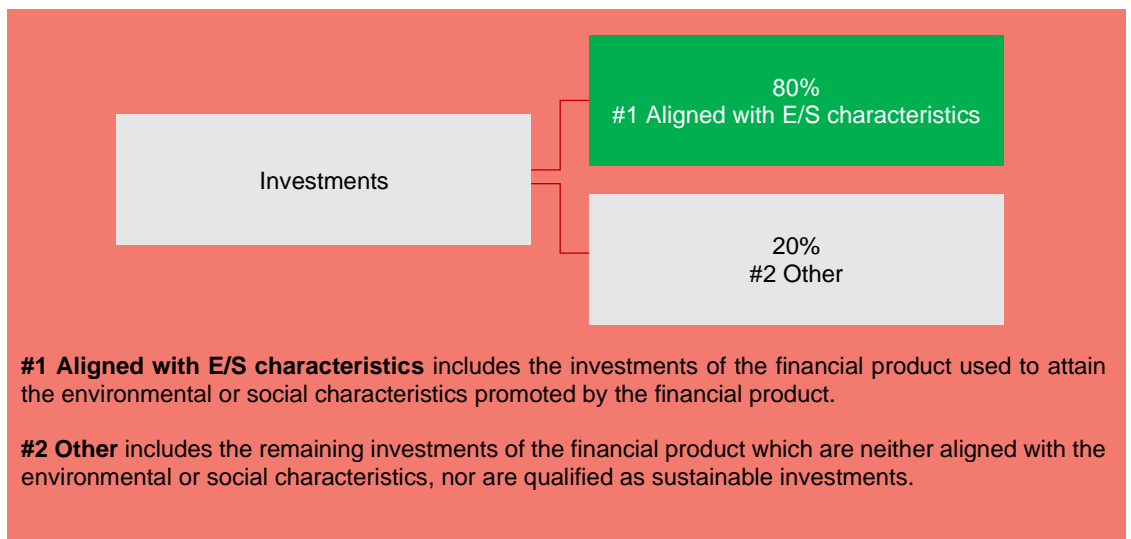 Investments
80%
#1 Aligned with E/S characteristics
20%
#2 Other
#1 Aligned with E/S characteristics includes the investments of the financial product used to attain
the environmental or social characteristics promoted by the financial product.
#2 Other includes the remaining investments of the financial product which are neither aligned with the
environmental or social characteristics, nor are qualified as sustainable investments.